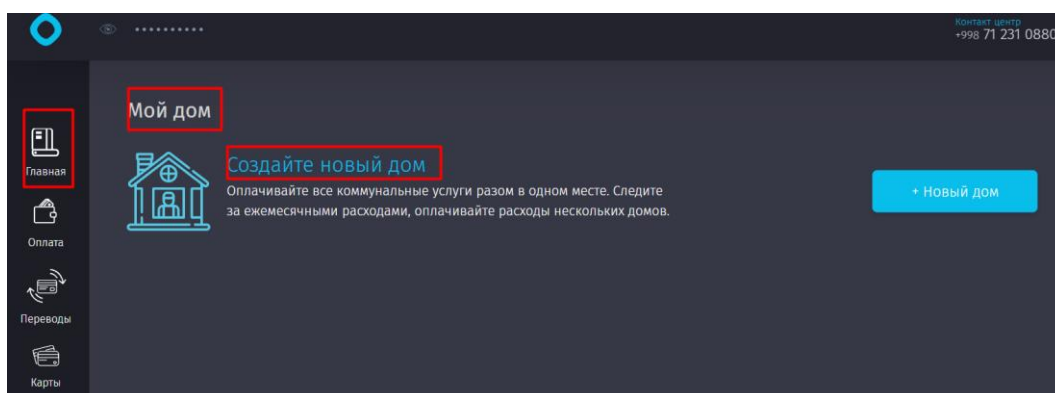 Контакт центр
+998 71 231 0880
Мой дом
Главная
Создайте новый дом
Оплачивайте все коммунальные услуги разом в одном месте. Следите
за ежемесячными расходами, оплачивайте расходы нескольких домов.
+ Новый дом
Оплата
Переводы
Карты